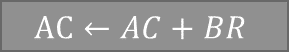 AC ← AC + BR